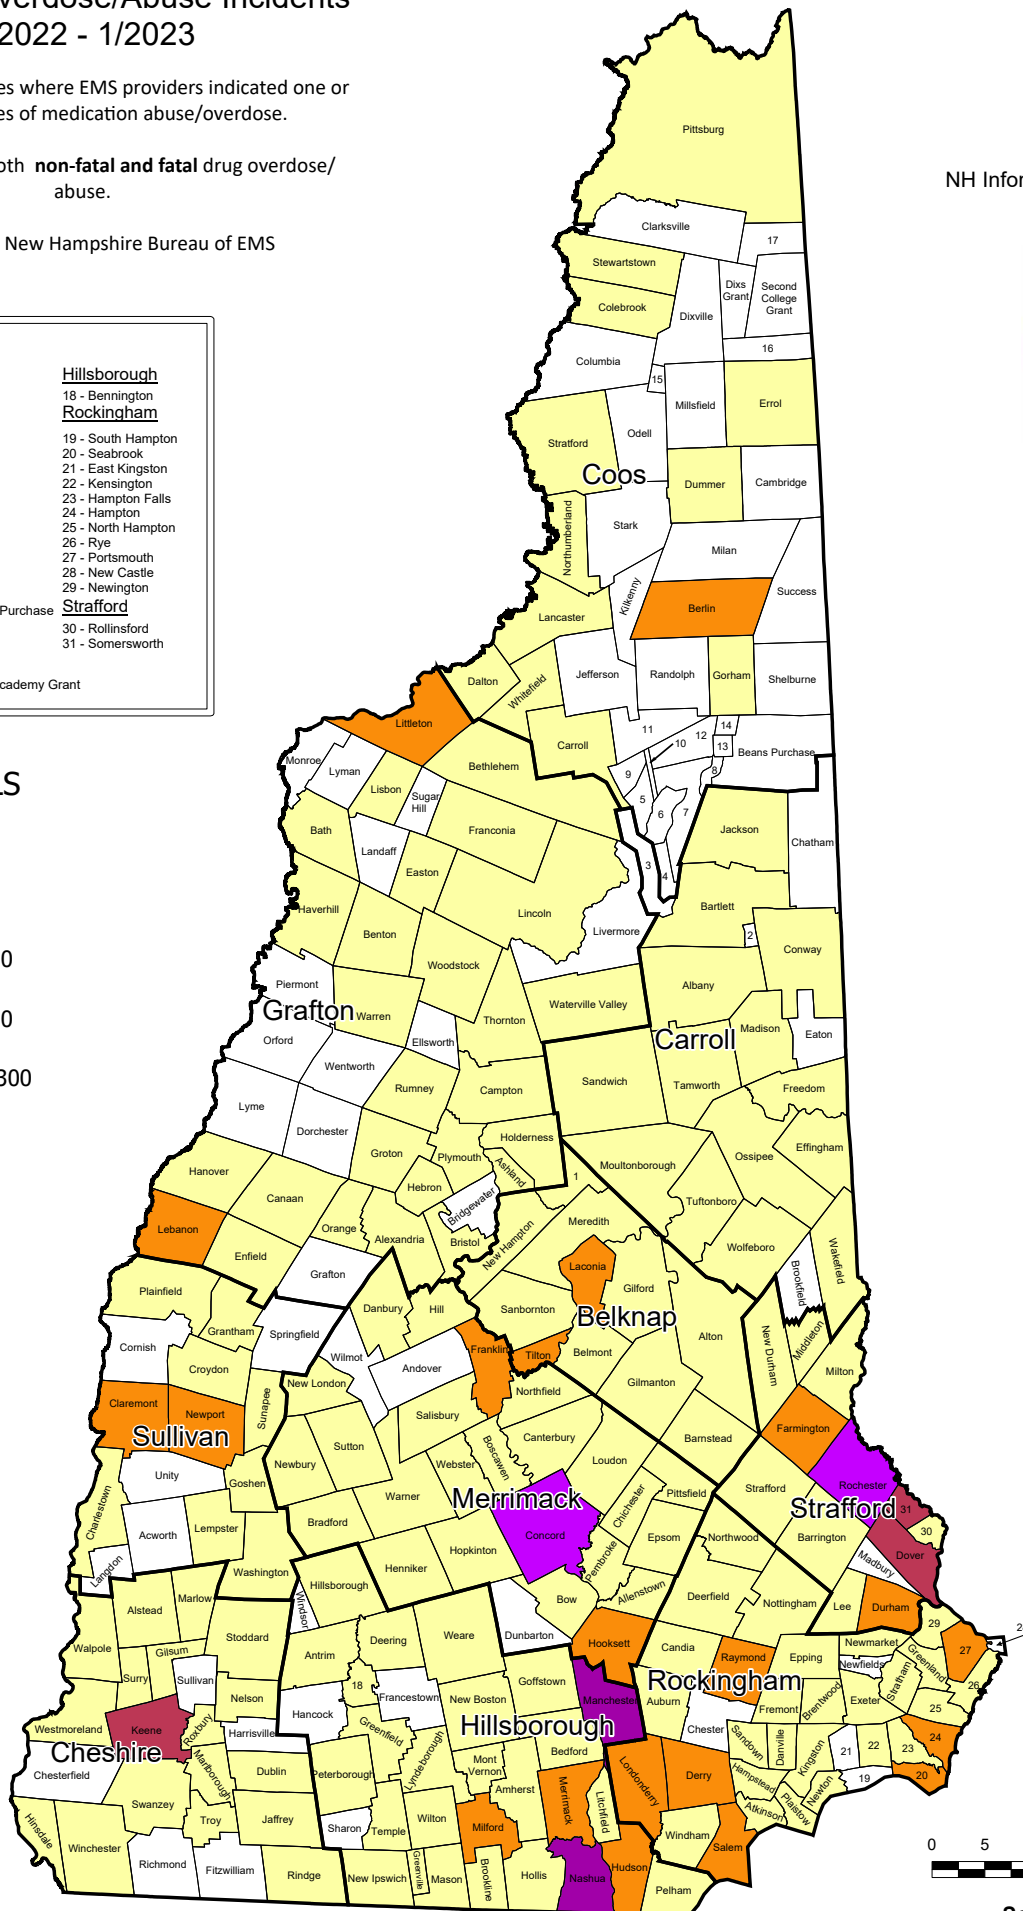 verdose/Abuse Incidents
2022 - 1/2023
es where EMS providers indicated one or
es of medication abuse/overdose.
oth non-fatal and fatal drug overdose/
abuse.
New Hampshire Bureau of EMS
NH Infor
Hillsborough
18 - Bennington
Rockingham
19 - South Hampton
20 - Seabrook
21 - East Kingston
22 - Kensington
23 - Hampton Falls
24 - Hampton
25 - North Hampton
26 - Rye
27 - Portsmouth
28 - New Castle
29 - Newington
Purchase
Strafford
30 - Rollinsford
31 - Somersworth
cademy Grant
LS
0
0
300
Pittsburg
Clarksville
17
Stewartstown
Dixs
Grant
Second
College
Grant
Colebrook
Dixville
16
Columbia
15
Millsfield
Errol
Odell
Stratford
Coos
Dummer
Cambridge
Northumberland
Stark
Milan
Kilkenny
Success
Berlin
Lancaster
Jefferson
Randolph
Gorham
Shelburne
Dalton
Whitefield
Littleton
11
14
12
10
13
Carroll
Beans Purchase
Monroe
Lyman
Bethlehem
9
8
Lisbon
Sugar
Hill
5
6
7
Bath
Franconia
Jackson
Chatham
Landaff
Easton
3
4
Haverhill
Lincoln
Bartlett
Livermore
2
Benton
Conway
Woodstock
Piermont
Albany
Waterville Valley
Grafton
Warren
Thornton
Madison
Eaton
Orford
Ellsworth
Carroll
Wentworth
Sandwich
Tamworth
Freedom
Rumney
Campton
Lyme
Dorchester
Holderness
Effingham
Groton
Plymouth
Ashland
Moultonborough
Ossipee
Hanover
1
Hebron
Canaan
Tuftonboro
Bridgewater
Meredith
Lebanon
Orange
Alexandria
Bristol
New Hampton
Wolfeboro
Wakefield
Enfield
Laconia
Grafton
Brookfield
Plainfield
Gilford
Danbury
Hill
Sanbornton
Belknap
Grantham
Springfield
Alton
New Durham
Middleton
Cornish
Wilmot
Franklin
Tilton
Belmont
Croydon
Andover
Milton
New London
Northfield
Gilmanton
Claremont
Newport
Sunapee
Salisbury
Farmington
Sullivan
Sutton
Canterbury
Barnstead
Boscawen
Newbury
Webster
Loudon
Unity
Goshen
Rochester
Warner
Pittsfield
Strafford
Charlestown
Merrimack
Chichester
Strafford
31
Bradford
Concord
Lempster
Acworth
Epsom
Northwood
Barrington
30
Hopkinton
Pembroke
Dover
Langdon
Washington
Henniker
Madbury
Hillsborough
Windsor
Bow
Allenstown
Deerfield
Nottingham
Lee
Durham
Marlow
Alstead
Dunbarton
29
Stoddard
Weare
Walpole
Deering
Hooksett
Candia
Newmarket
27
Gilsum
Antrim
Raymond
Epping
Newfields
Greenland
Surry
Sullivan
Goffstown
Stratham
26
18
Rockingham
Nelson
Francestown
New Boston
Manchester
Auburn
Brentwood
Exeter
Hancock
Fremont
25
Westmoreland
Keene
Roxbury
Harrisville
Greenfield
Hillsborough
Chester
24
Cheshire
Lyndeborough
Bedford
Sandown
Danville
Kingston
21
22
23
Chesterfield
Marlborough
Dublin
Peterborough
Mont
Vernon
Londonderry
Derry
Hampstead
Newton
19
20
Amherst
Merrimack
Litchfield
Swanzey
Troy
Jaffrey
Wilton
Milford
Atkinson
Plaistow
Hinsdale
Sharon
Temple
Windham
Salem
Winchester
Richmond
Fitzwilliam
Rindge
New Ipswich
Greenville
Mason
Brookline
Hollis
Nashua
Hudson
Pelham
0 5